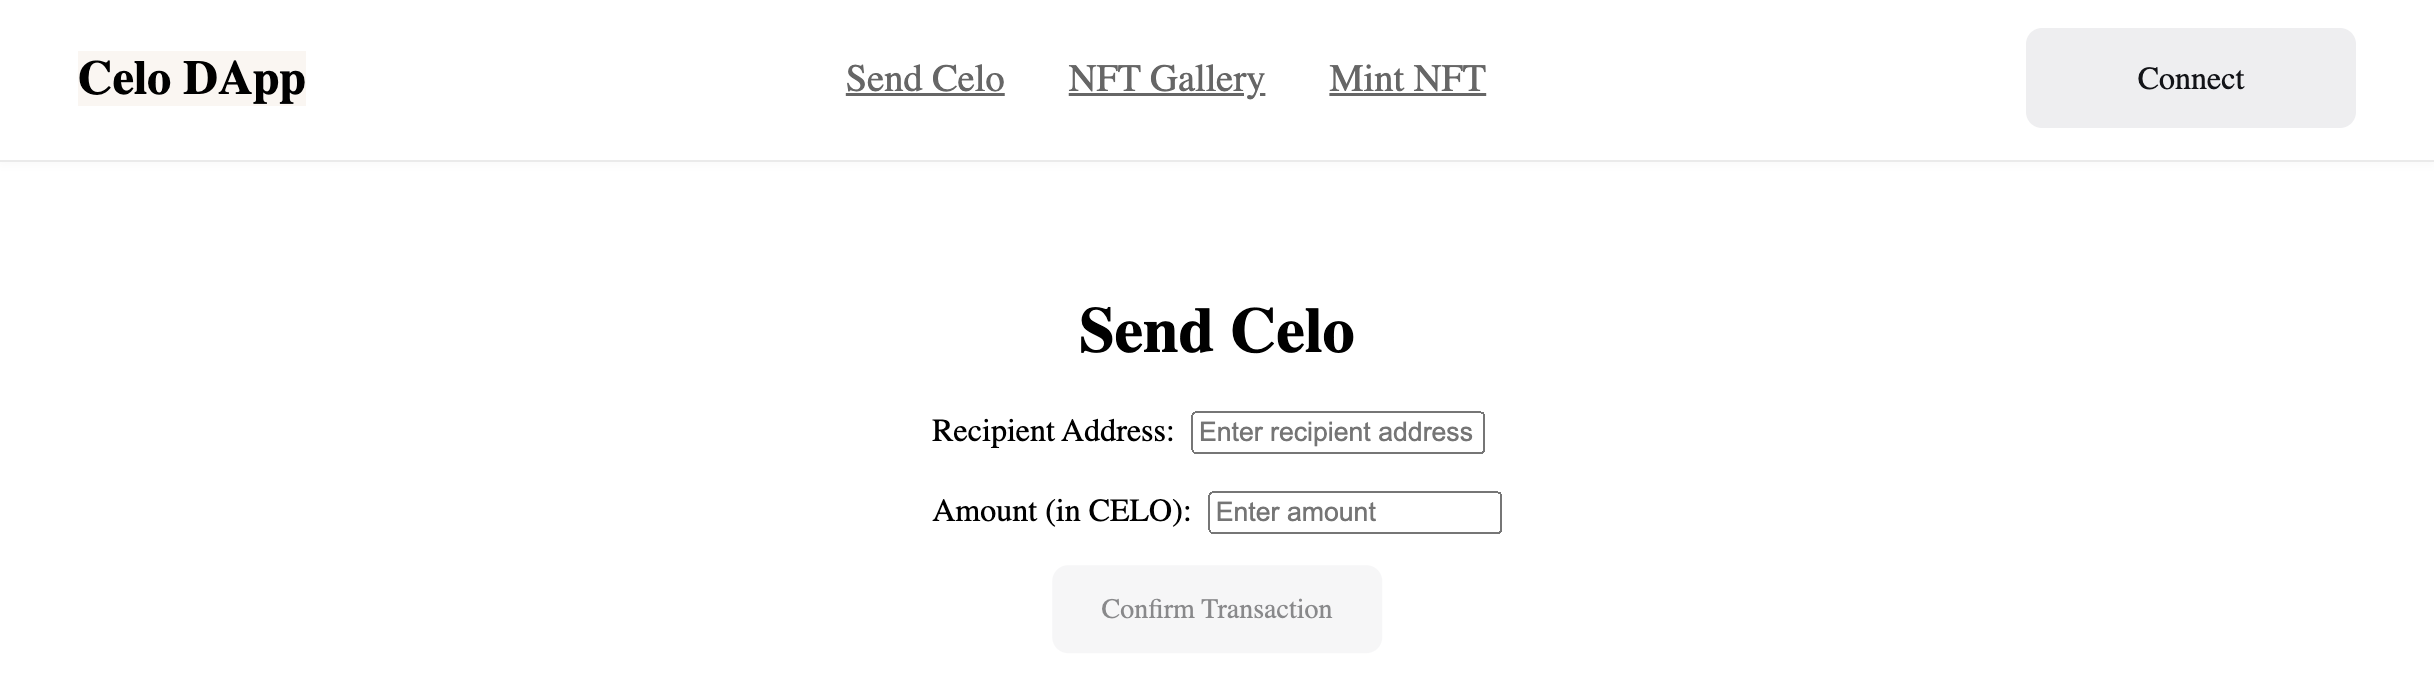 Celo DApp
Send Celo
NFT Gallery
Mint NFT
Connect
Send Celo
Recipient Address: Enter recipient address
Amount (in CELO): Enter amount
Confirm Transaction